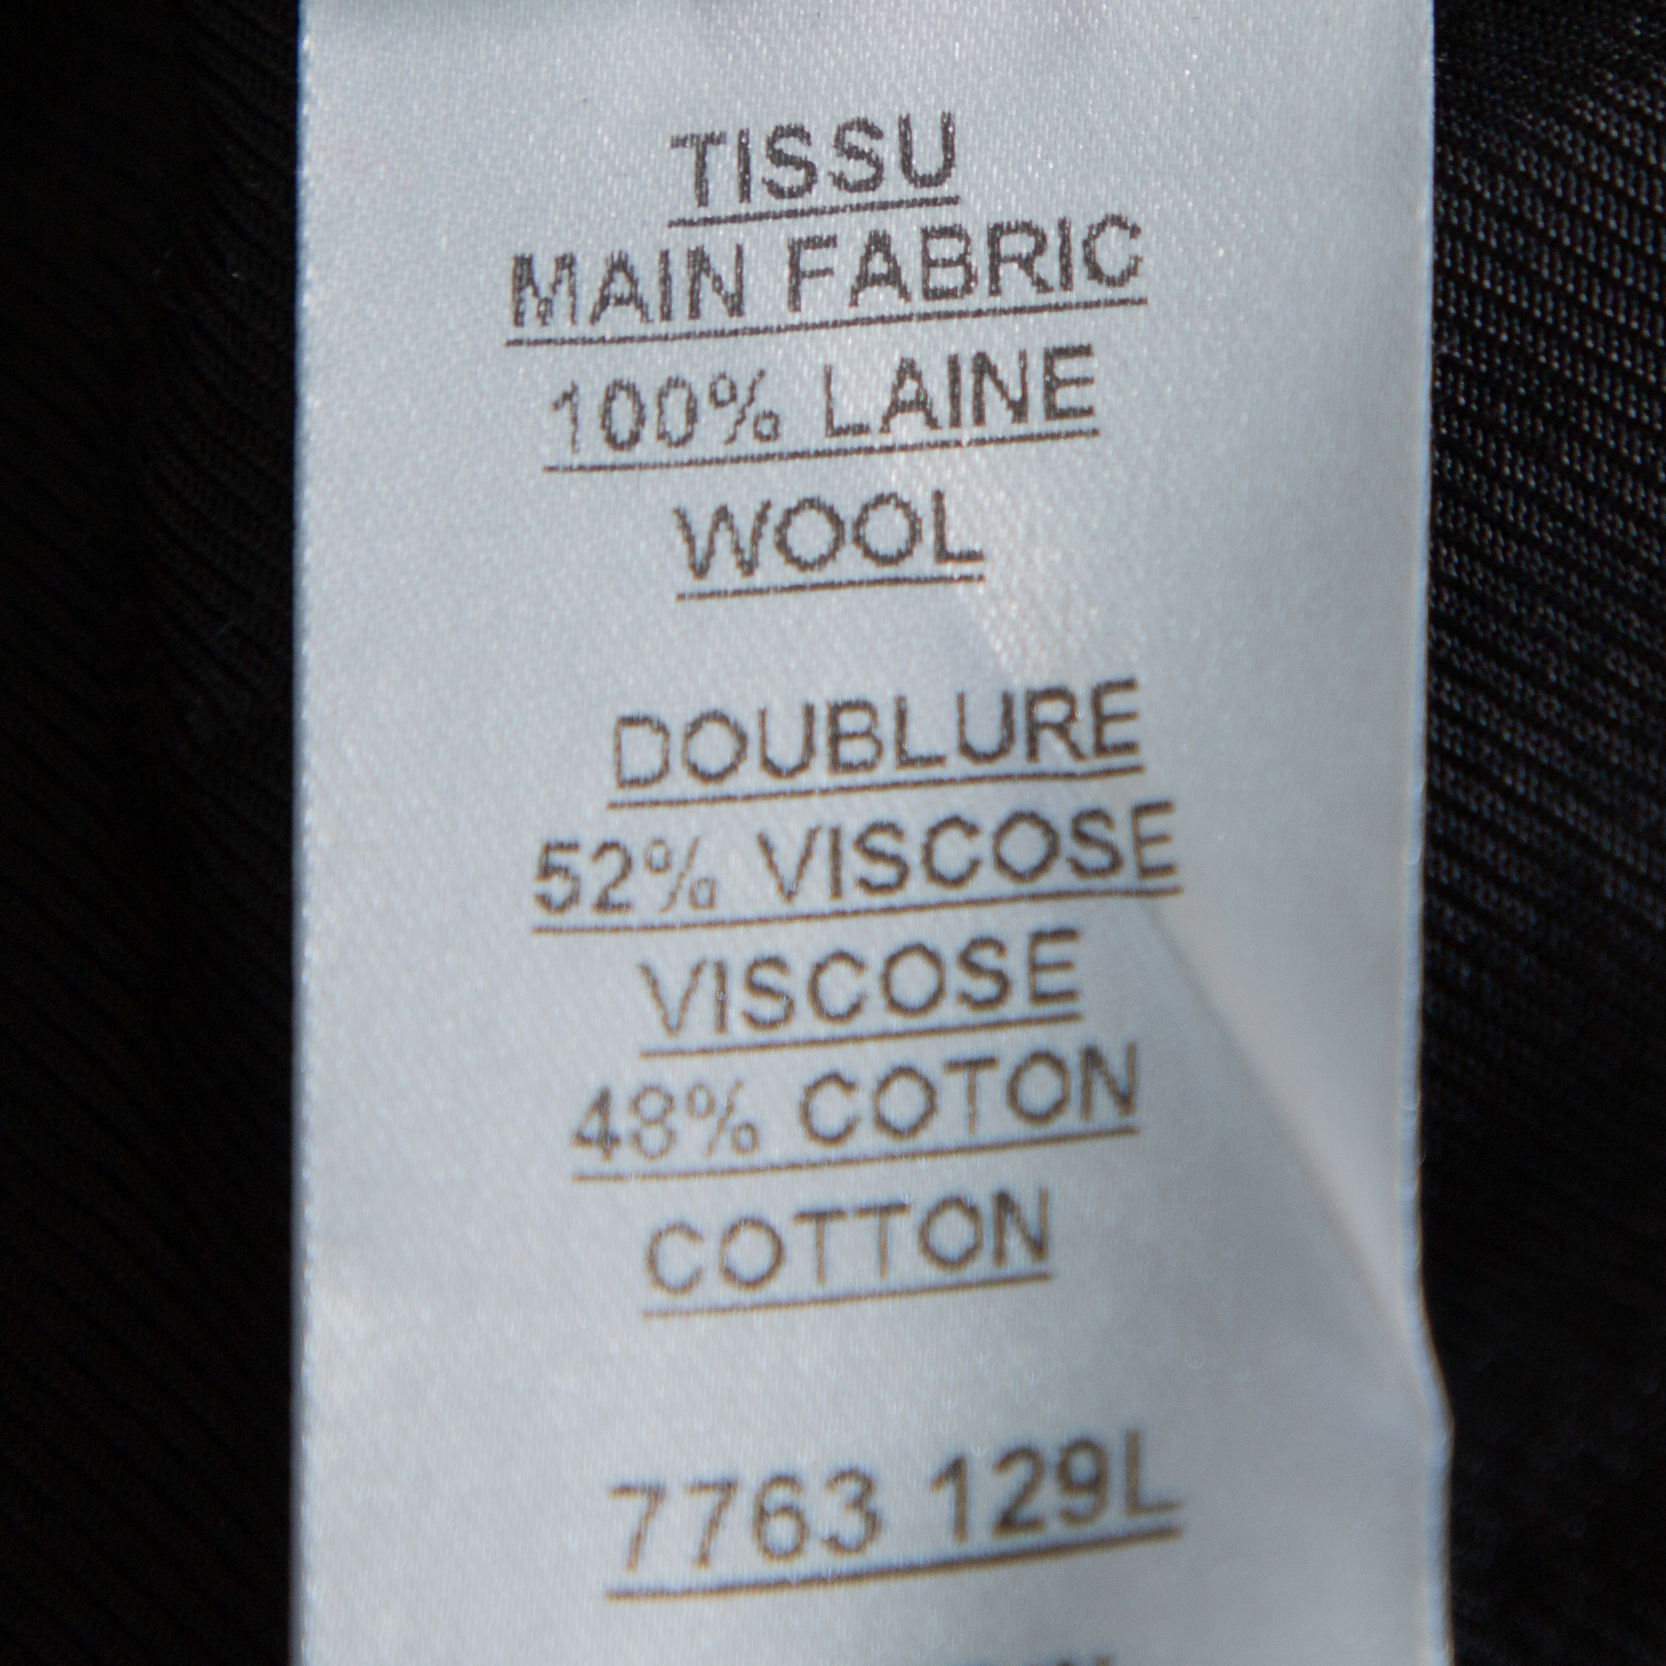 TISSU
MAIN FABRIC
100% LAINE
WOOL
DOUBLURE
52% VISCOSE
VISCOSE
48% COTON
COTTON
7763 129L